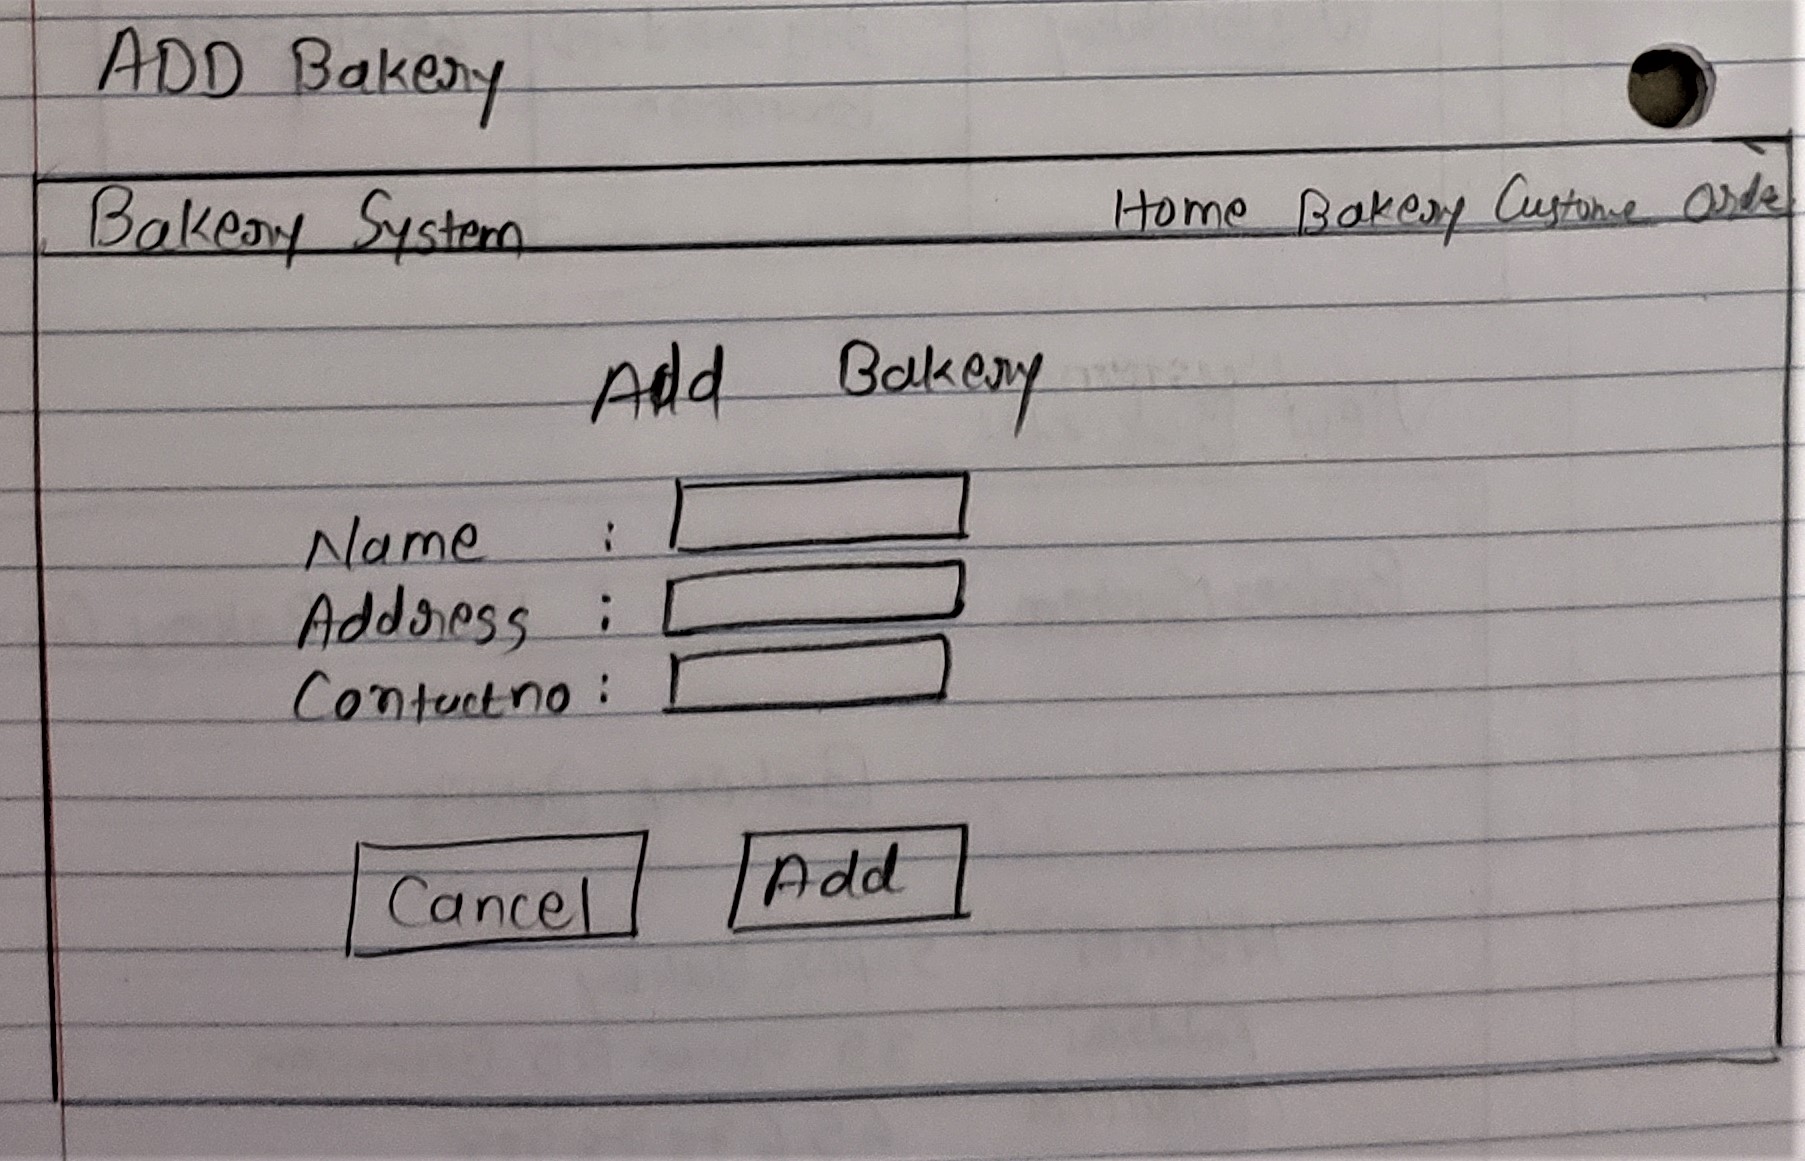 ADD Bakery
Bakery System Home Bakery Custome Orde
Add Bakery
Name :
Address :
Contactno :
Cancel Add